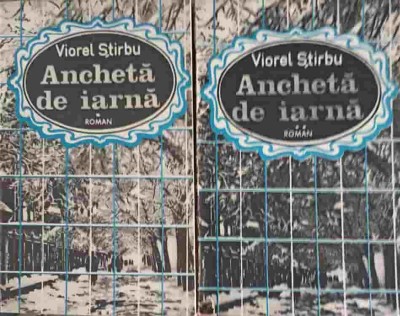 Viorel Știrbu
Anchetă
de iarnă
*
ROMAN
Viorel Știrbu
Anchetă
de iarnă
* *
ROMAN